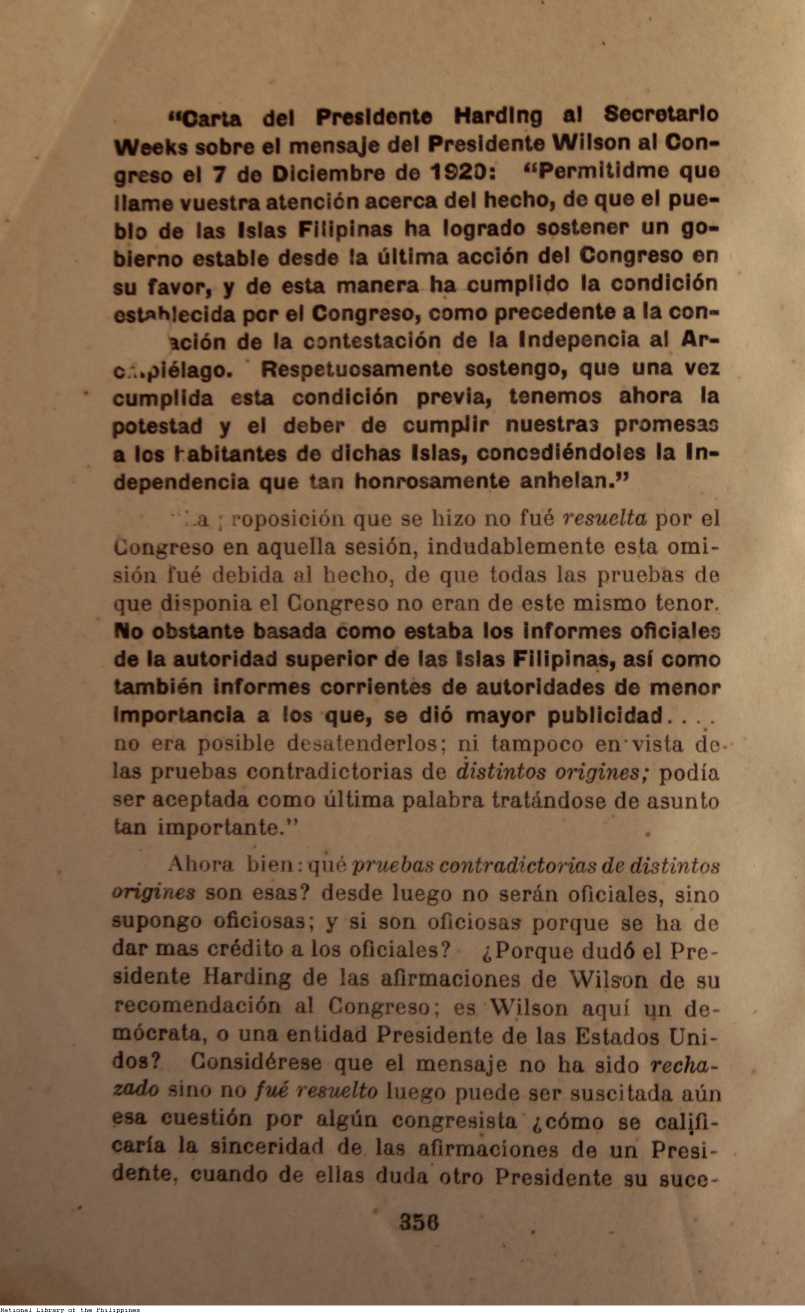 “Carta del Presidente Harding al Secretario
Weeks sobre el mensaje del Presidente Wilson al Con-
greso el 7 de Diciembre de 1920: “Permitidme que
llame vuestra atención acerca del hecho, de que el pue-
blo de las Islas Filipinas ha logrado sostener un go-
bierno estable desde la última acción del Congreso en
su favor, y de esta manera ha cumplido la condición
establecida por el Congreso, como precedente a la con-
ación de la contestación de la Indepencia al Ar-
piélago. Respetuosamente sostengo, que una vez
cumplida esta condición previa, tenemos ahora la
potestad y el deber de cumplir nuestras promesas
a los habitantes de dichas Islas, concediéndoles la In-
dependencia que tan honrosamente anhelan.”
La proposición que se hizo no fué resuelta por el
Congreso en aquella sesión, indudablemente esta omi-
sión fué debida al hecho, de que todas las pruebas de
que disponia el Congreso no eran de este mismo tenor.
No obstante basada como estaba los informes oficiales
de la autoridad superior de las Islas Filipinas, así como
también informes corrientes de autoridades de menor
importancia a los que, se dió mayor publicidad....
no era posible desatenderlos; ni tampoco en vista de
las pruebas contradictorias de distintos origines; podía
ser aceptada como última palabra tratándose de asunto
tan importante.”
Ahora bien: qué pruebas contradictorias de distintos
origines son esas? desde luego no serán oficiales, sino
supongo oficiosas; y si son oficiosas porque se ha de
dar mas crédito a los oficiales? ¿Porque dudó el Pre-
sidente Harding de las afirmaciones de Wilson de su
recomendación al Congreso; es Wilson aquí un de-
mócrata, o una entidad Presidente de las Estados Uni-
dos? Considérese que el mensaje no ha sido recha-
zado sino no fué resuelto luego puede ser suscitada aún
esa cuestión por algún congresista ¿cómo se califi-
caría la sinceridad de las afirmaciones de un Presi-
dente, cuando de ellas duda otro Presidente su suce-
356
National Library of the Philippines